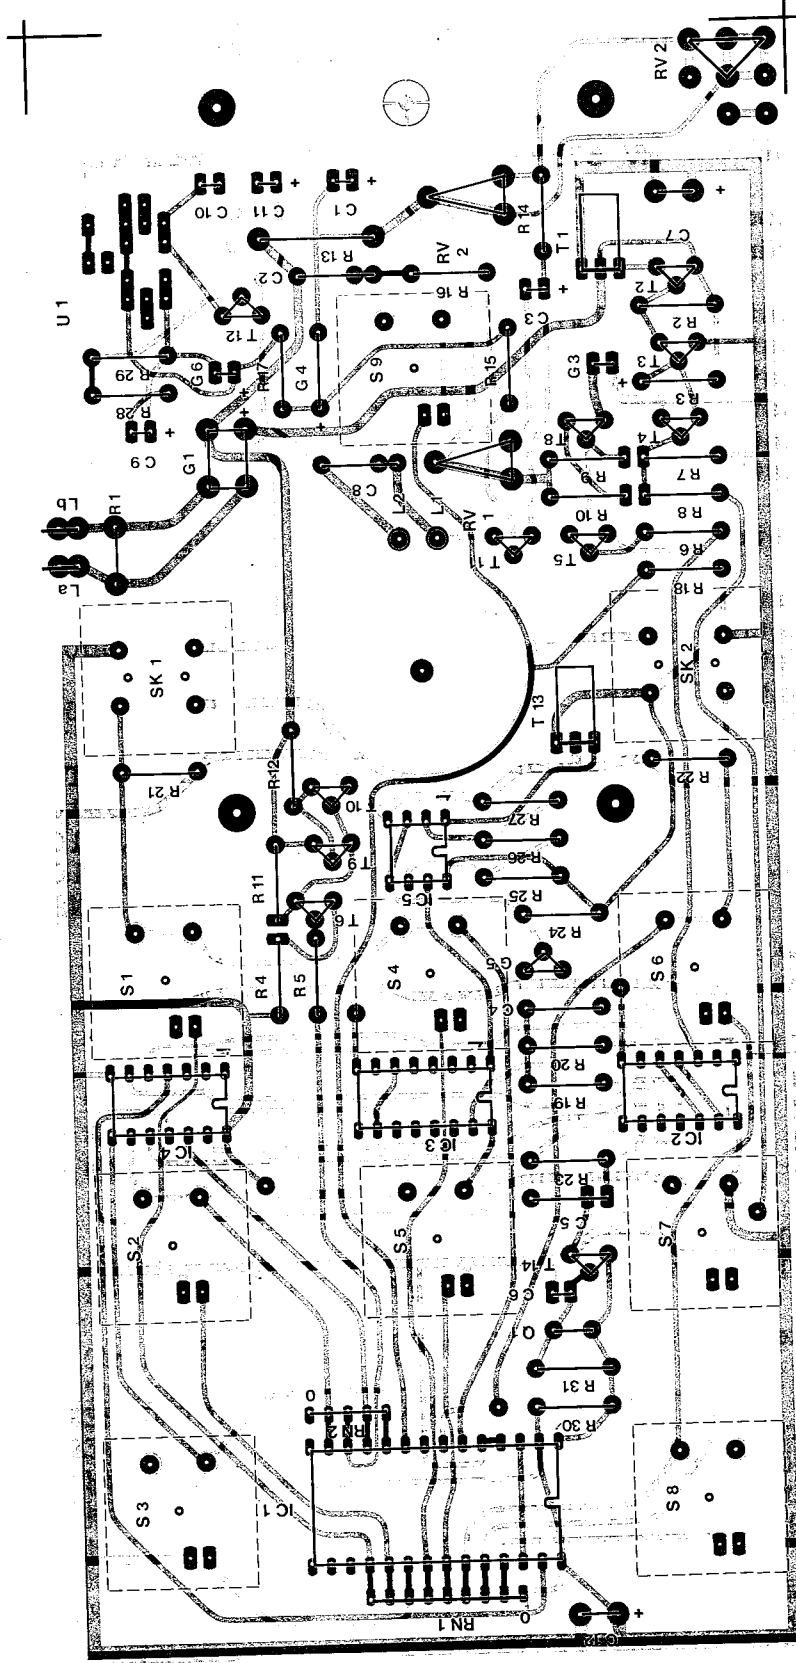 RV 2
U 1
C 10
C 11
+
C 1
+
R 13
R 14
T 1
C 7
+
C 2
RV 2
R 16
T 12
T 2
C 3
+
R 2
R 29
G 6
R 17
G 4
+
S 9
R 15
G 3
+
T 3
R 3
R 28
C 9
+
G 1
+
+
T 8
T 4
C 8
R 9
R 7
Lb
R 1
L 2
L 1
RV 1
R 10
R 8
La
T 11
T 5
R 6
R 18
SK 1
SK 2
T 13
R 21
R 12
R 22
T 10
R 27
T 9
R 26
R 11
IC 5
R 25
T 6
R 24
S 1
R 4
R 5
S 4
G 5
S 6
C 4
R 20
R 19
IC 4
IC 3
IC 2
R 23
C 5
S 2
S 5
S 7
T 14
C 6
Q 1
R 31
O
RN 2
R 30
IC 1
S 3
S 8
RN 1
O
+
C 12